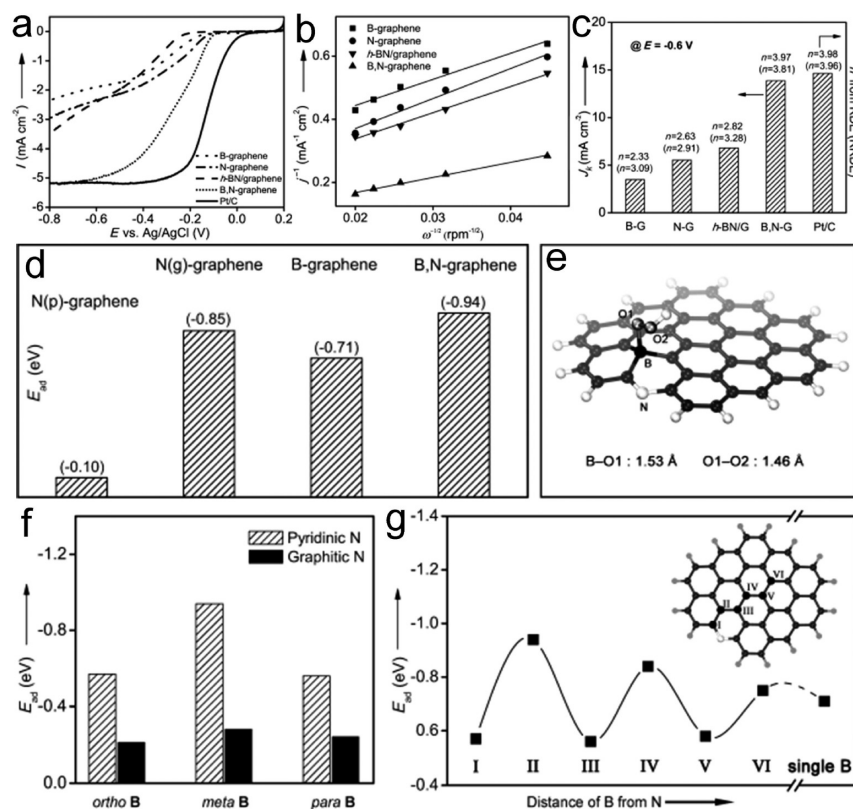 a
I (mA cm⁻²)
0
-1
-2
-3
-4
-5
-6
-0.8 -0.6 -0.4 -0.2 0.0 0.2
E vs. Ag/AgCl (V)
B-graphene
N-graphene
h-BN/graphene
B,N-graphene
Pt/C
b
j⁻¹ (mA⁻¹ cm²)
0.6
0.4
0.2
0.02 0.03 0.04
ω⁻¹/² (rpm⁻¹/²)
B-graphene
N-graphene
h-BN/graphene
B,N-graphene
c
Jk (mA cm⁻²)
20
15
10
5
0
@ E = -0.6 V
n=2.33
(n=3.09)
n=2.63
(n=2.91)
n=2.82
(n=3.28)
n=3.97
(n=3.81)
n=3.98
(n=3.96)
B-G N-G h-BN/G B,N-G Pt/C
d
Ead (eV)
N(p)-graphene
N(g)-graphene
B-graphene
B,N-graphene
(-0.10)
(-0.85)
(-0.71)
(-0.94)
e
O1
O2
B
N
B–O1 : 1.53 Å O1–O2 : 1.46 Å
f
Ead (eV)
-1.2
-0.8
-0.4
0.0
Pyridinic N
Graphitic N
ortho B meta B para B
g
Ead (eV)
-1.4
-1.2
-1.0
-0.8
0.6
-0.4
I II III IV V VI single B
Distance of B from N
VI
IV
V
II
III
I